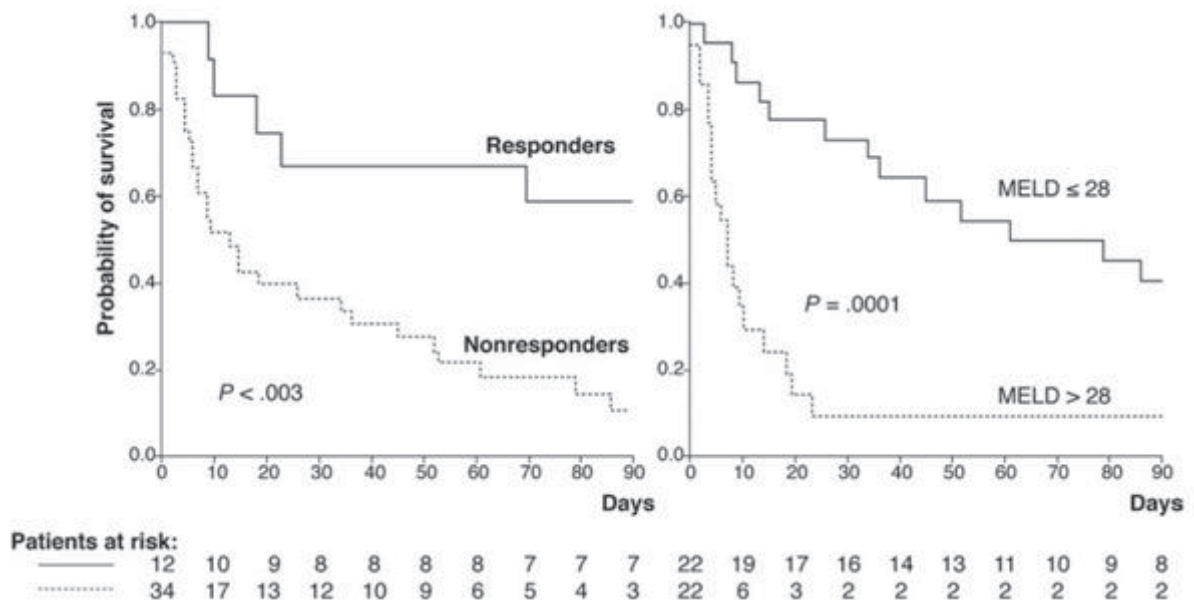 Probability of survival
1.0
0.8
0.6
0.4
0.2
0.0
Responders
Nonresponders
P < .003
0 10 20 30 40 50 60 70 80 90
Days
1.0
0.8
0.6
0.4
0.2
0.0
MELD ≤ 28
P = .0001
MELD > 28
0 10 20 30 40 50 60 70 80 90
Days
Patients at risk:
12 10 9 8 8 8 8 7 7 7 22 19 17 16 14 13 11 10 9 8
34 17 13 12 10 9 6 5 4 3 22 6 3 2 2 2 2 2 2 2